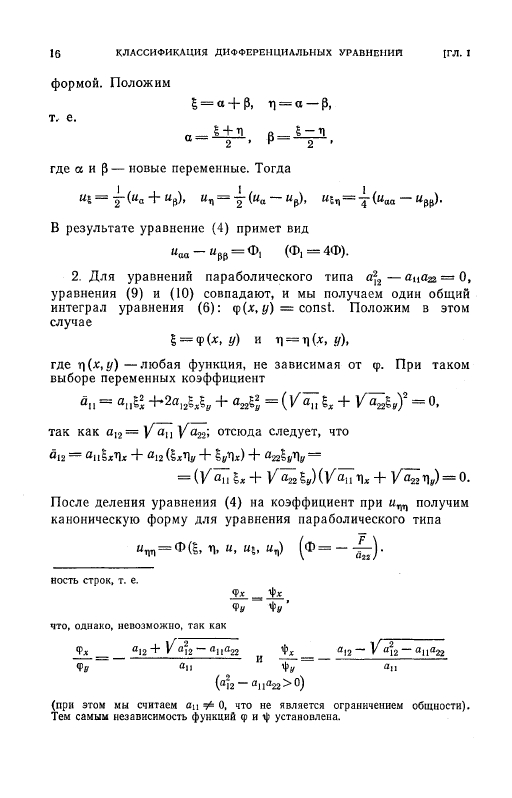 16 КЛАССИФИКАЦИЯ ДИФФЕРЕНЦИАЛЬНЫХ УРАВНЕНИЙ [ГЛ. I
формой. Положим
ξ = α + β, η = α — β,
т. е.
α = (ξ + η)/2, β = (ξ — η)/2,
где α и β — новые переменные. Тогда
u_ξ = 1/2 (u_α + u_β), u_η = 1/2 (u_α — u_β), u_ξη = 1/4 (u_αα — u_ββ).
В результате уравнение (4) примет вид
u_αα — u_ββ = Φ₁ (Φ₁ = 4Φ).
2. Для уравнений параболического типа a₁₂² — a₁₁a₂₂ = 0,
уравнения (9) и (10) совпадают, и мы получаем один общий
интеграл уравнения (6): φ(x, y) = const. Положим в этом
случае
ξ = φ(x, y) и η = η(x, y),
где η(x, y) — любая функция, не зависимая от φ. При таком
выборе переменных коэффициент
ā₁₁ = a₁₁ξ_x² + 2a₁₂ξ_xξ_y + a₂₂ξ_y² = (√a₁₁ ξ_x + √a₂₂ ξ_y)² = 0,
так как a₁₂ = √a₁₁ √a₂₂; отсюда следует, что
ā₁₂ = a₁₁ξ_xη_x + a₁₂(ξ_xη_y + ξ_yη_x) + a₂₂ξ_yη_y =
= (√a₁₁ ξ_x + √a₂₂ ξ_y)(√a₁₁ η_x + √a₂₂ η_y) = 0.
После деления уравнения (4) на коэффициент при u_ηη получим
каноническую форму для уравнения параболического типа
u_ηη = Φ(ξ, η, u, u_ξ, u_η) (Φ = — F̄/ā₂₂).
ность строк, т. е.
φ_x/φ_y = ψ_x/ψ_y,
что, однако, невозможно, так как
φ_x/φ_y = — (a₁₂ + √(a₁₂² — a₁₁a₂₂))/a₁₁ и ψ_x/ψ_y = — (a₁₂ — √(a₁₂² — a₁₁a₂₂))/a₁₁
(a₁₂² — a₁₁a₂₂ > 0)
(при этом мы считаем a₁₁ ≠ 0, что не является ограничением общности).
Тем самым независимость функций φ и ψ установлена.